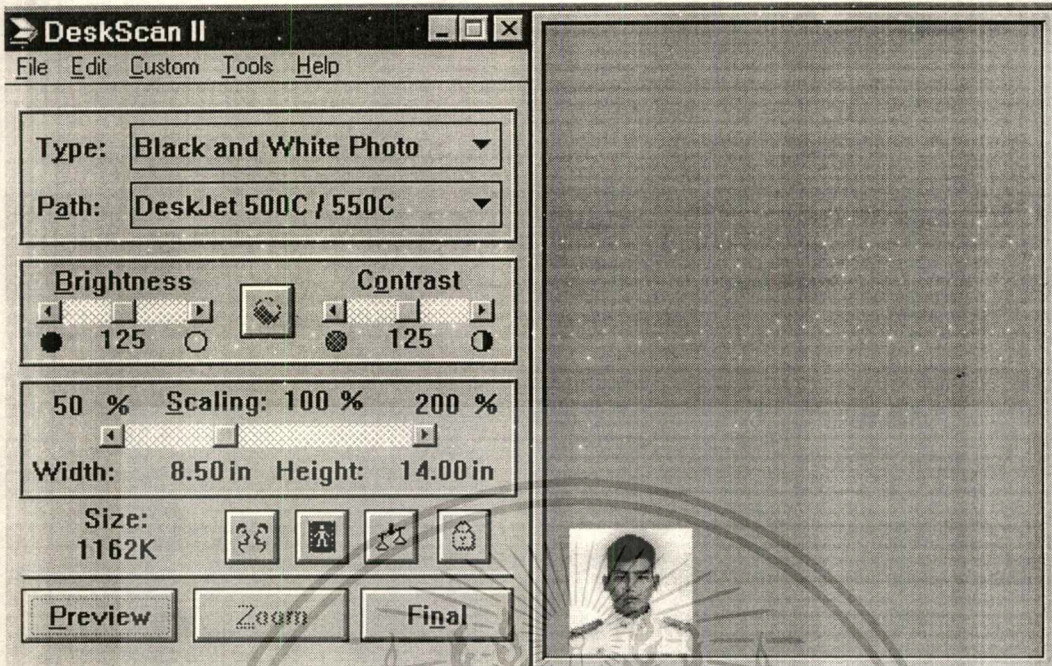 DeskScan II
File Edit Custom Tools Help
Type: Black and White Photo
Path: DeskJet 500C / 550C
Brightness Contrast
125 125
50 % Scaling: 100 % 200 %
Width: 8.50 in Height: 14.00 in
Size:
1162K
Preview Zoom Final